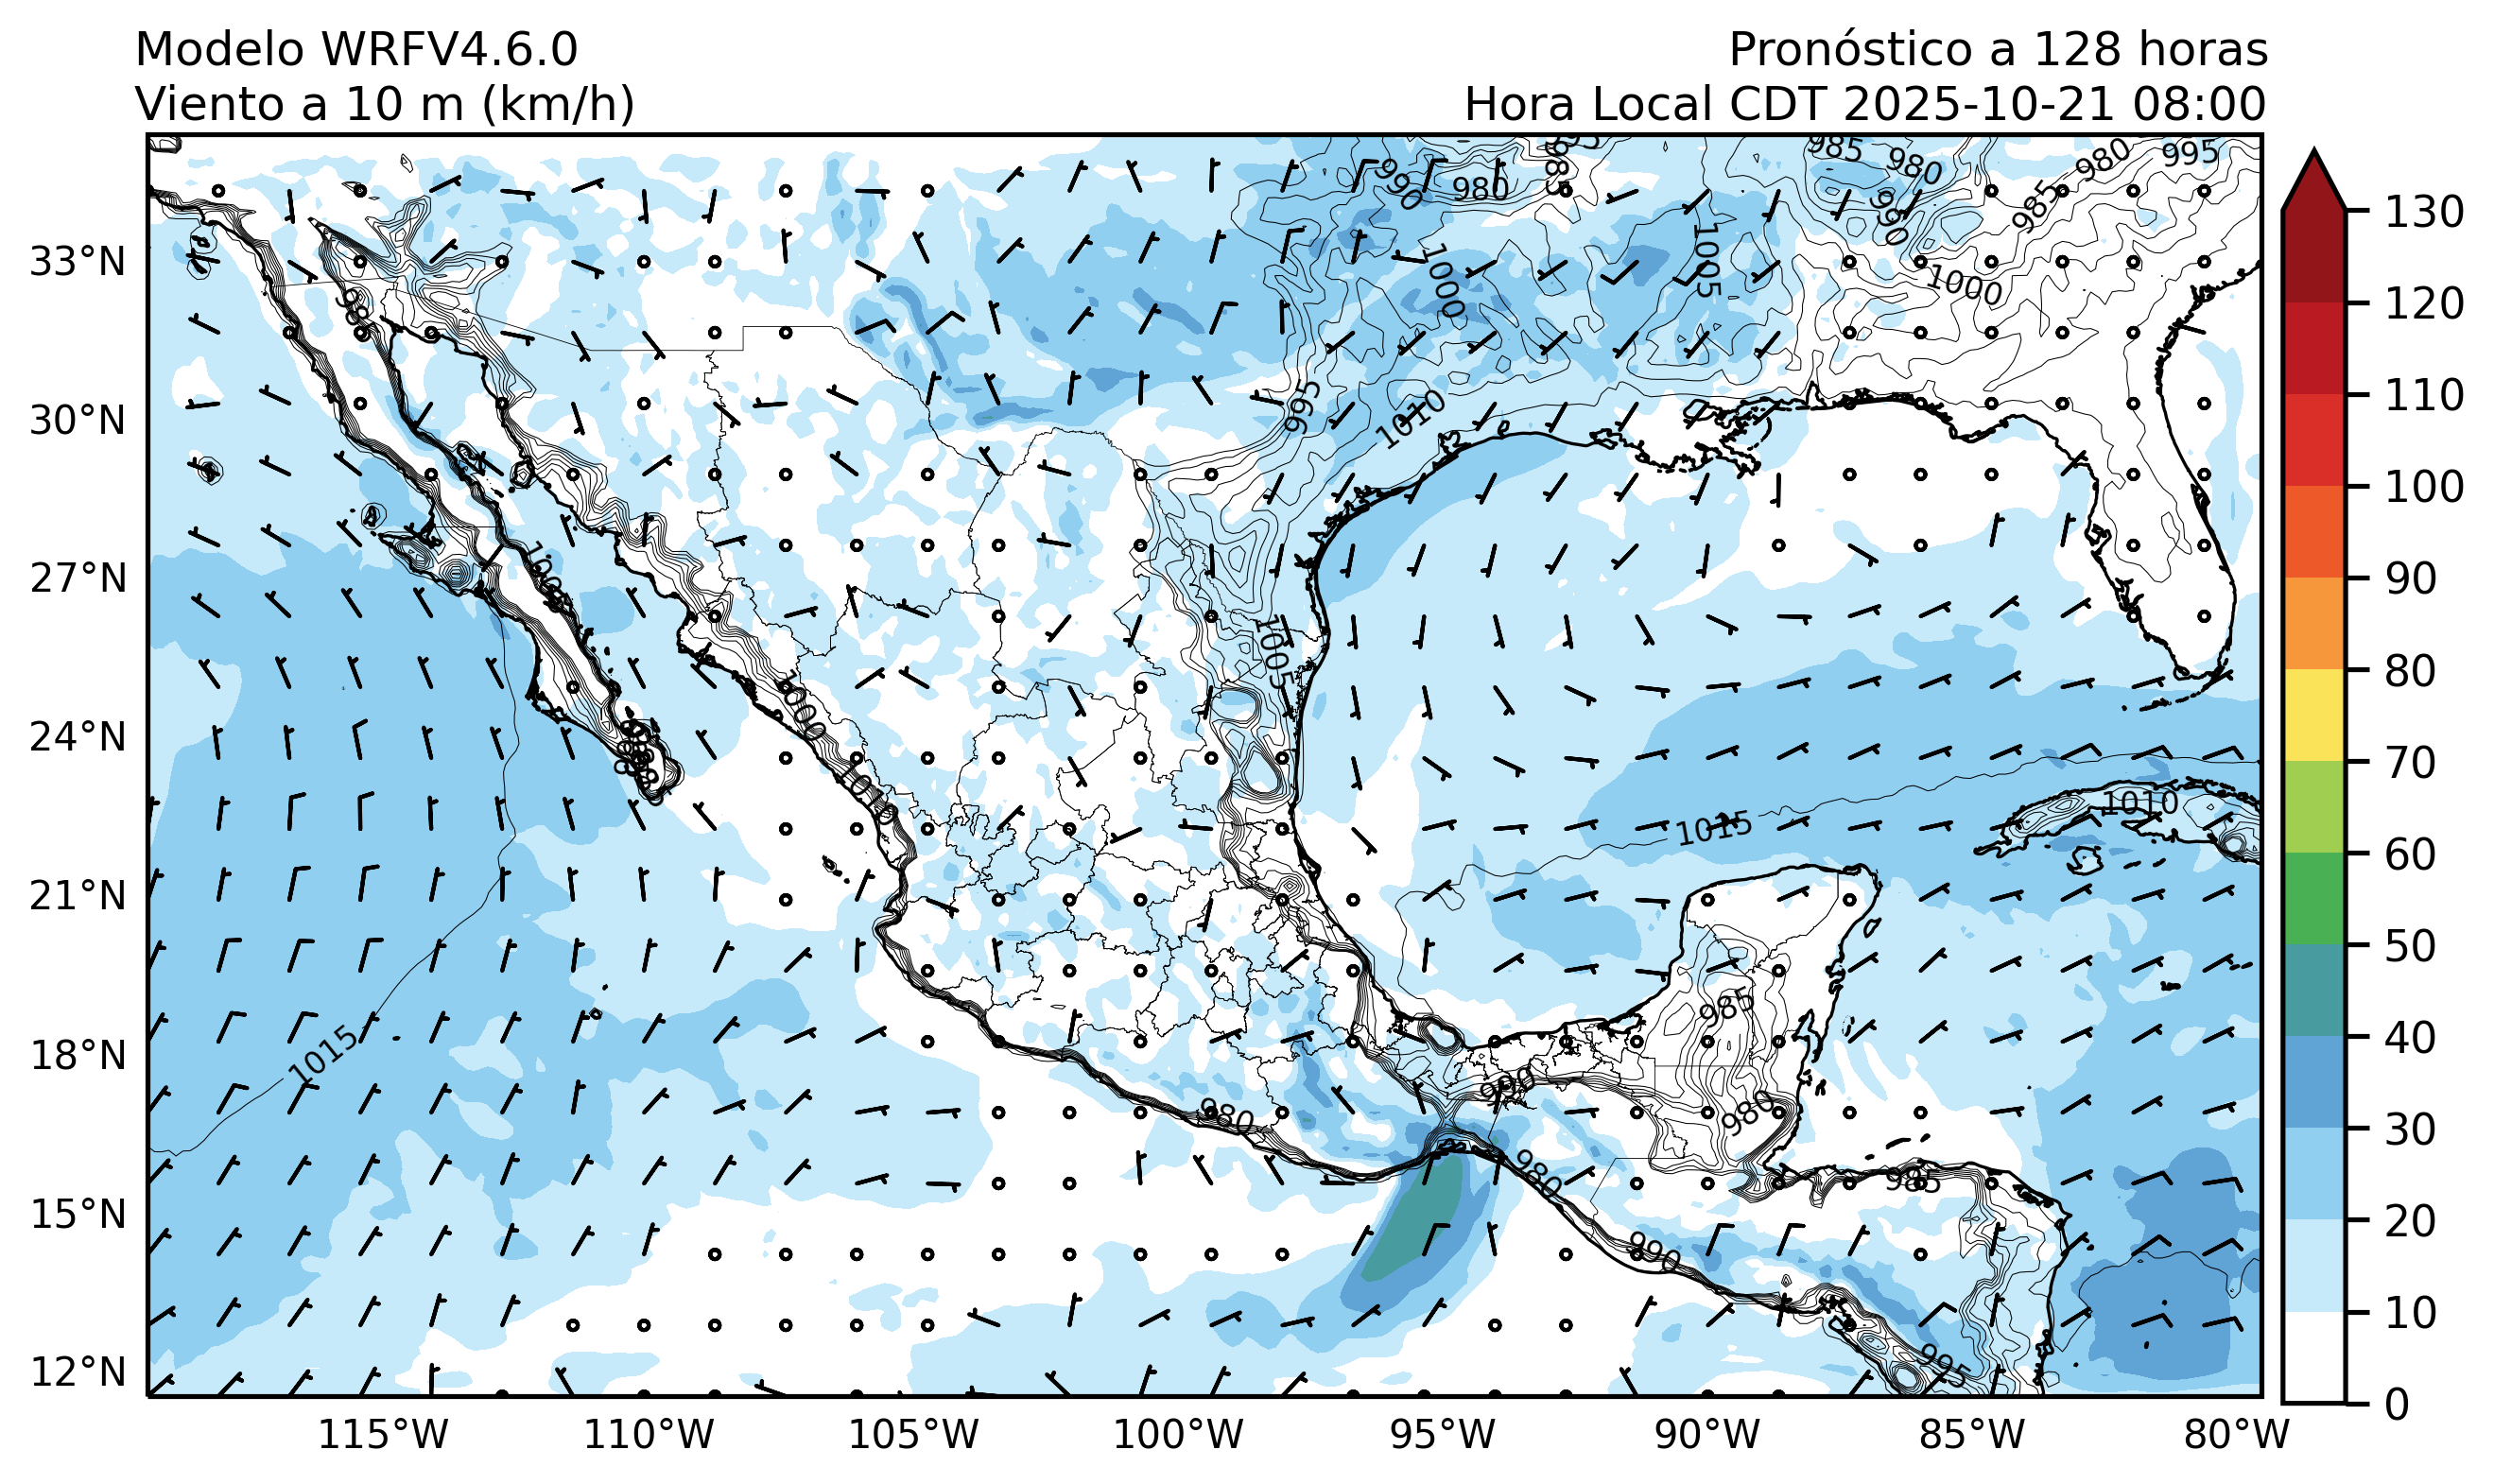 Modelo WRFV4.6.0
Pronóstico a 128 horas
Viento a 10 m (km/h)
Hora Local CDT 2025-10-21 08:00
33°N
30°N
27°N
24°N
21°N
18°N
15°N
12°N
115°W
110°W
105°W
100°W
95°W
90°W
85°W
80°W
130
120
110
100
90
80
70
60
50
40
30
20
10
0
990
980
985
980
980
995
985
990
1000
1005
1000
995
1010
1005
1000
1010
1015
1010
1015
985
990
980
980
980
985
990
995